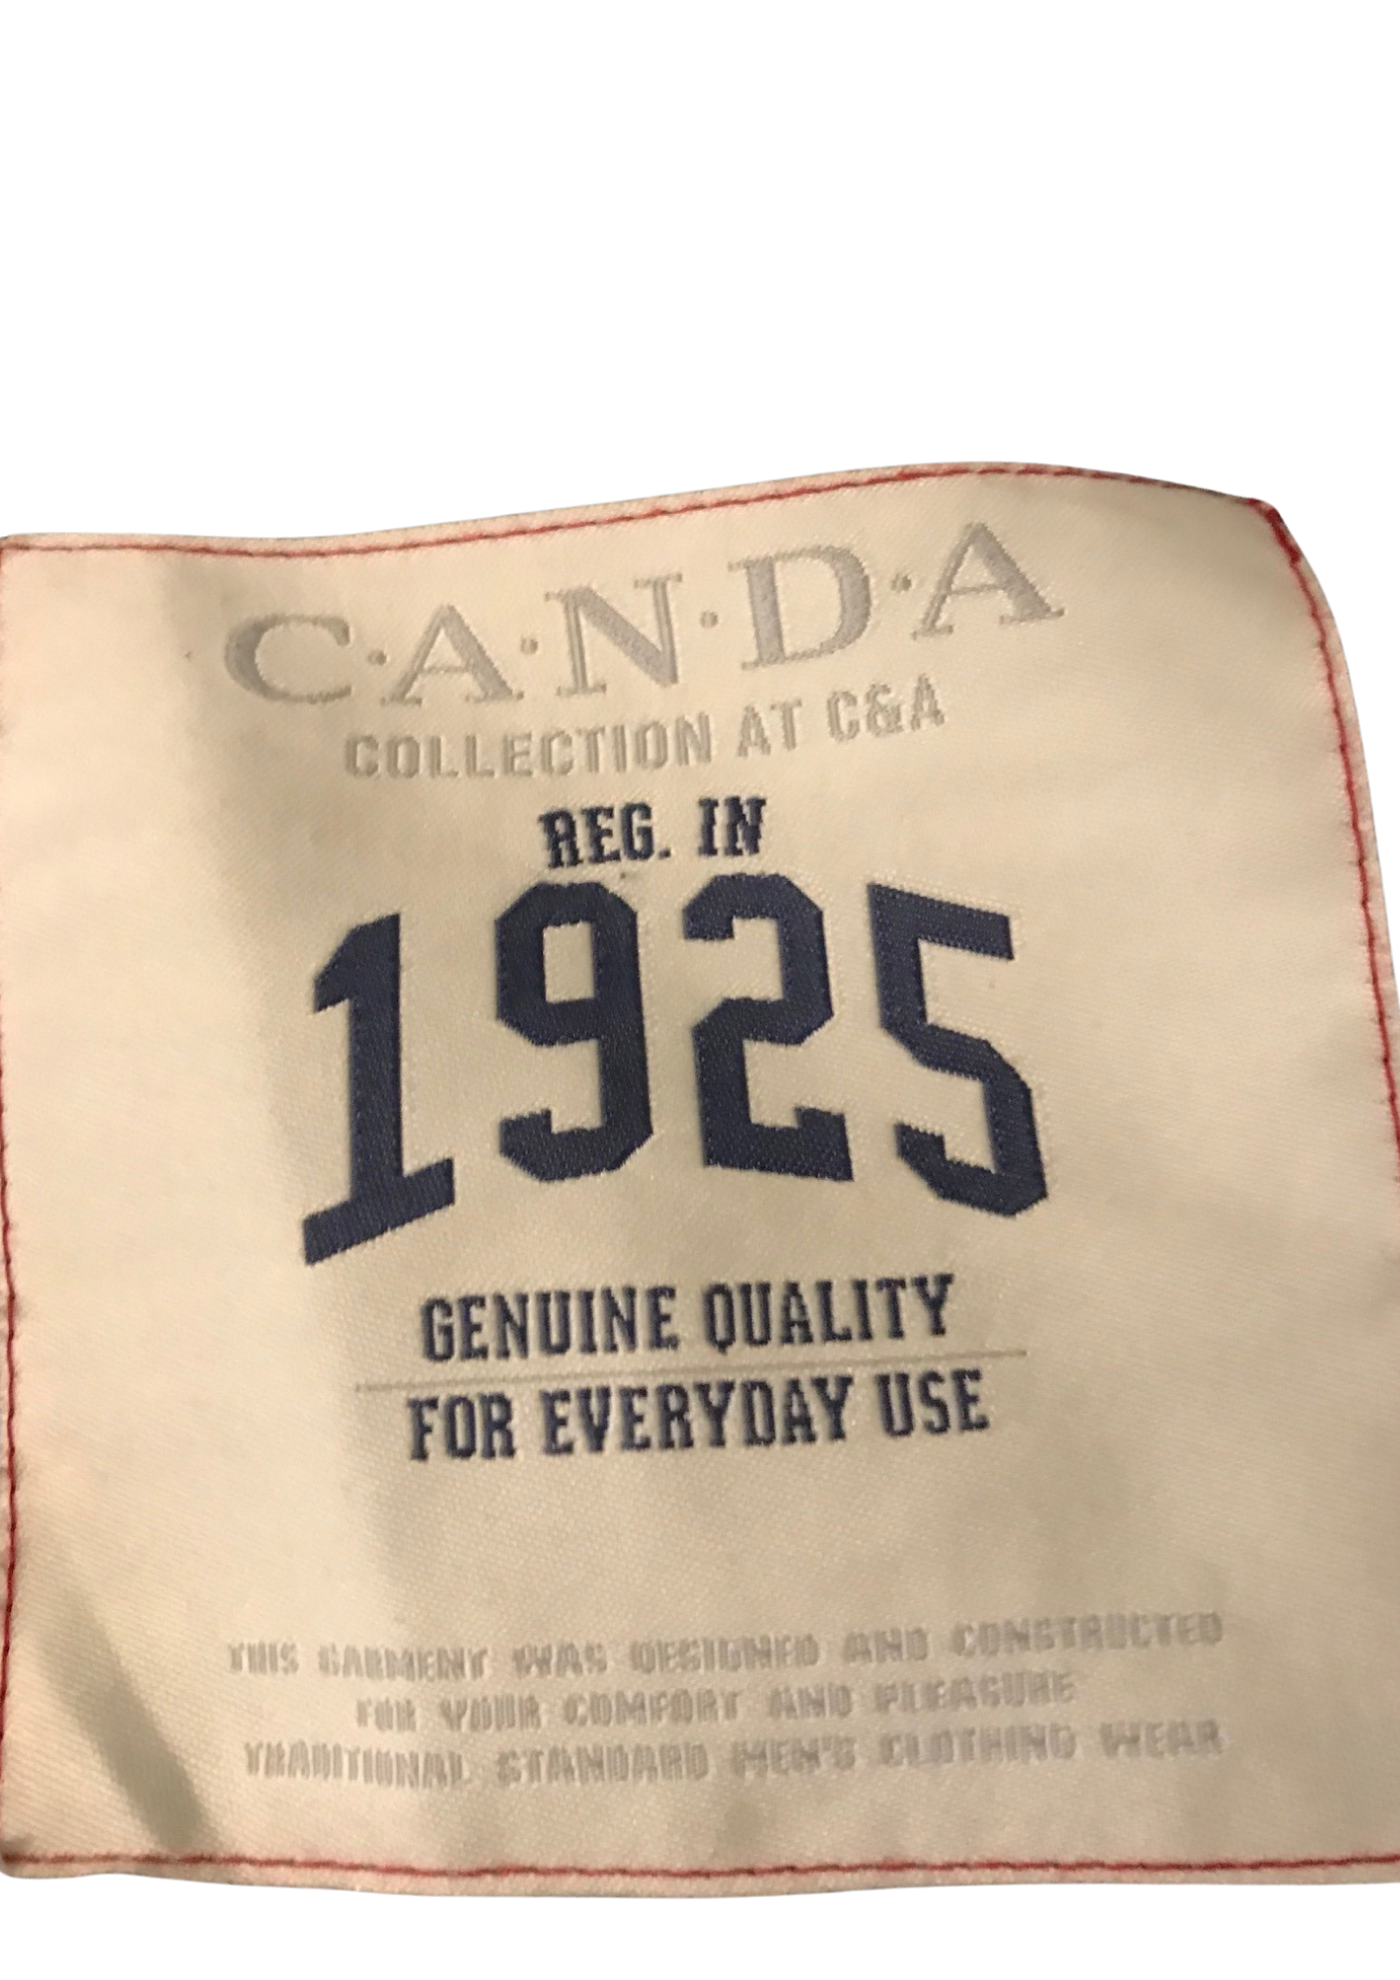 C·A·N·D·A
COLLECTION AT C&A
REG. IN
1925
GENUINE QUALITY
FOR EVERYDAY USE
THIS GARMENT WAS DESIGNED AND CONSTRUCTED
FOR YOUR COMFORT AND PLEASURE
TRADITIONAL STANDARD MEN'S CLOTHING WEAR